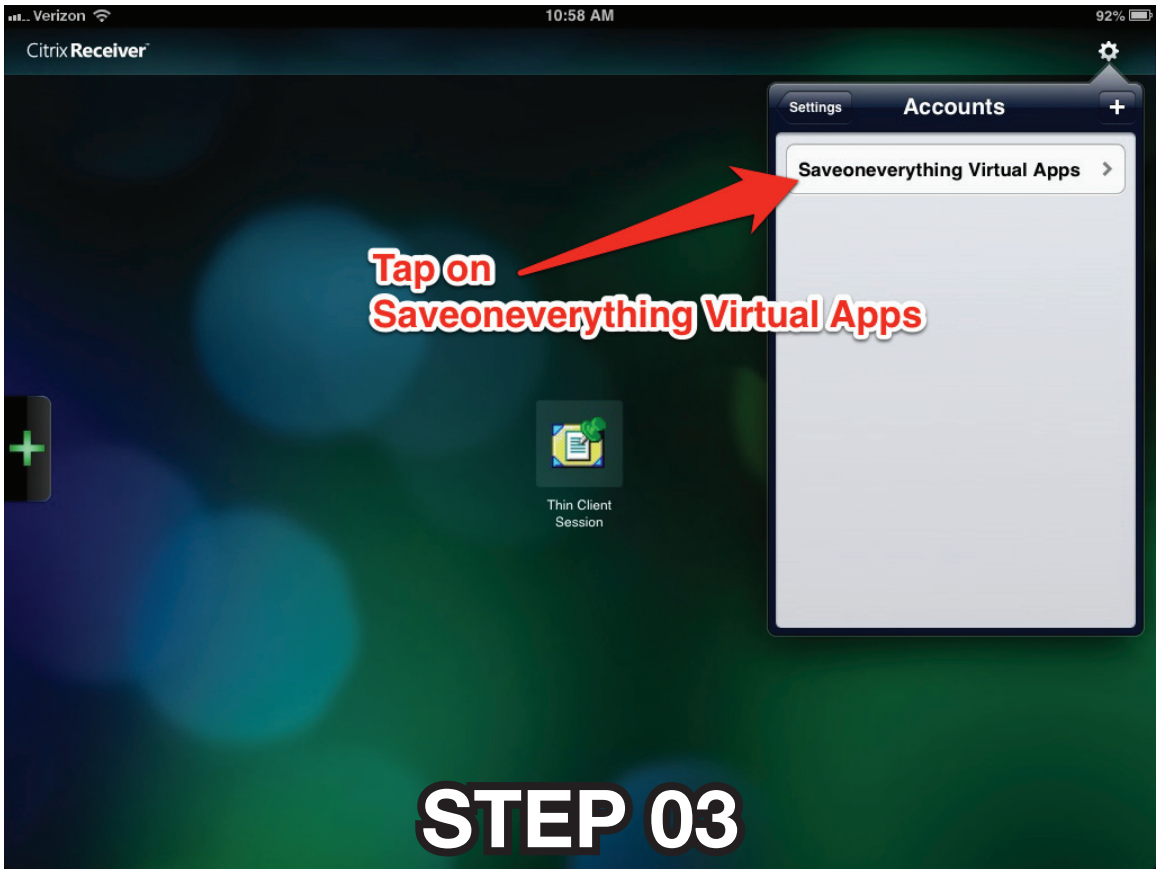 Verizon
10:58 AM
92%
Citrix Receiver™
Settings
Accounts
+
Saveoneverything Virtual Apps
Tap on
Saveoneverything Virtual Apps
Thin Client
Session
STEP 03